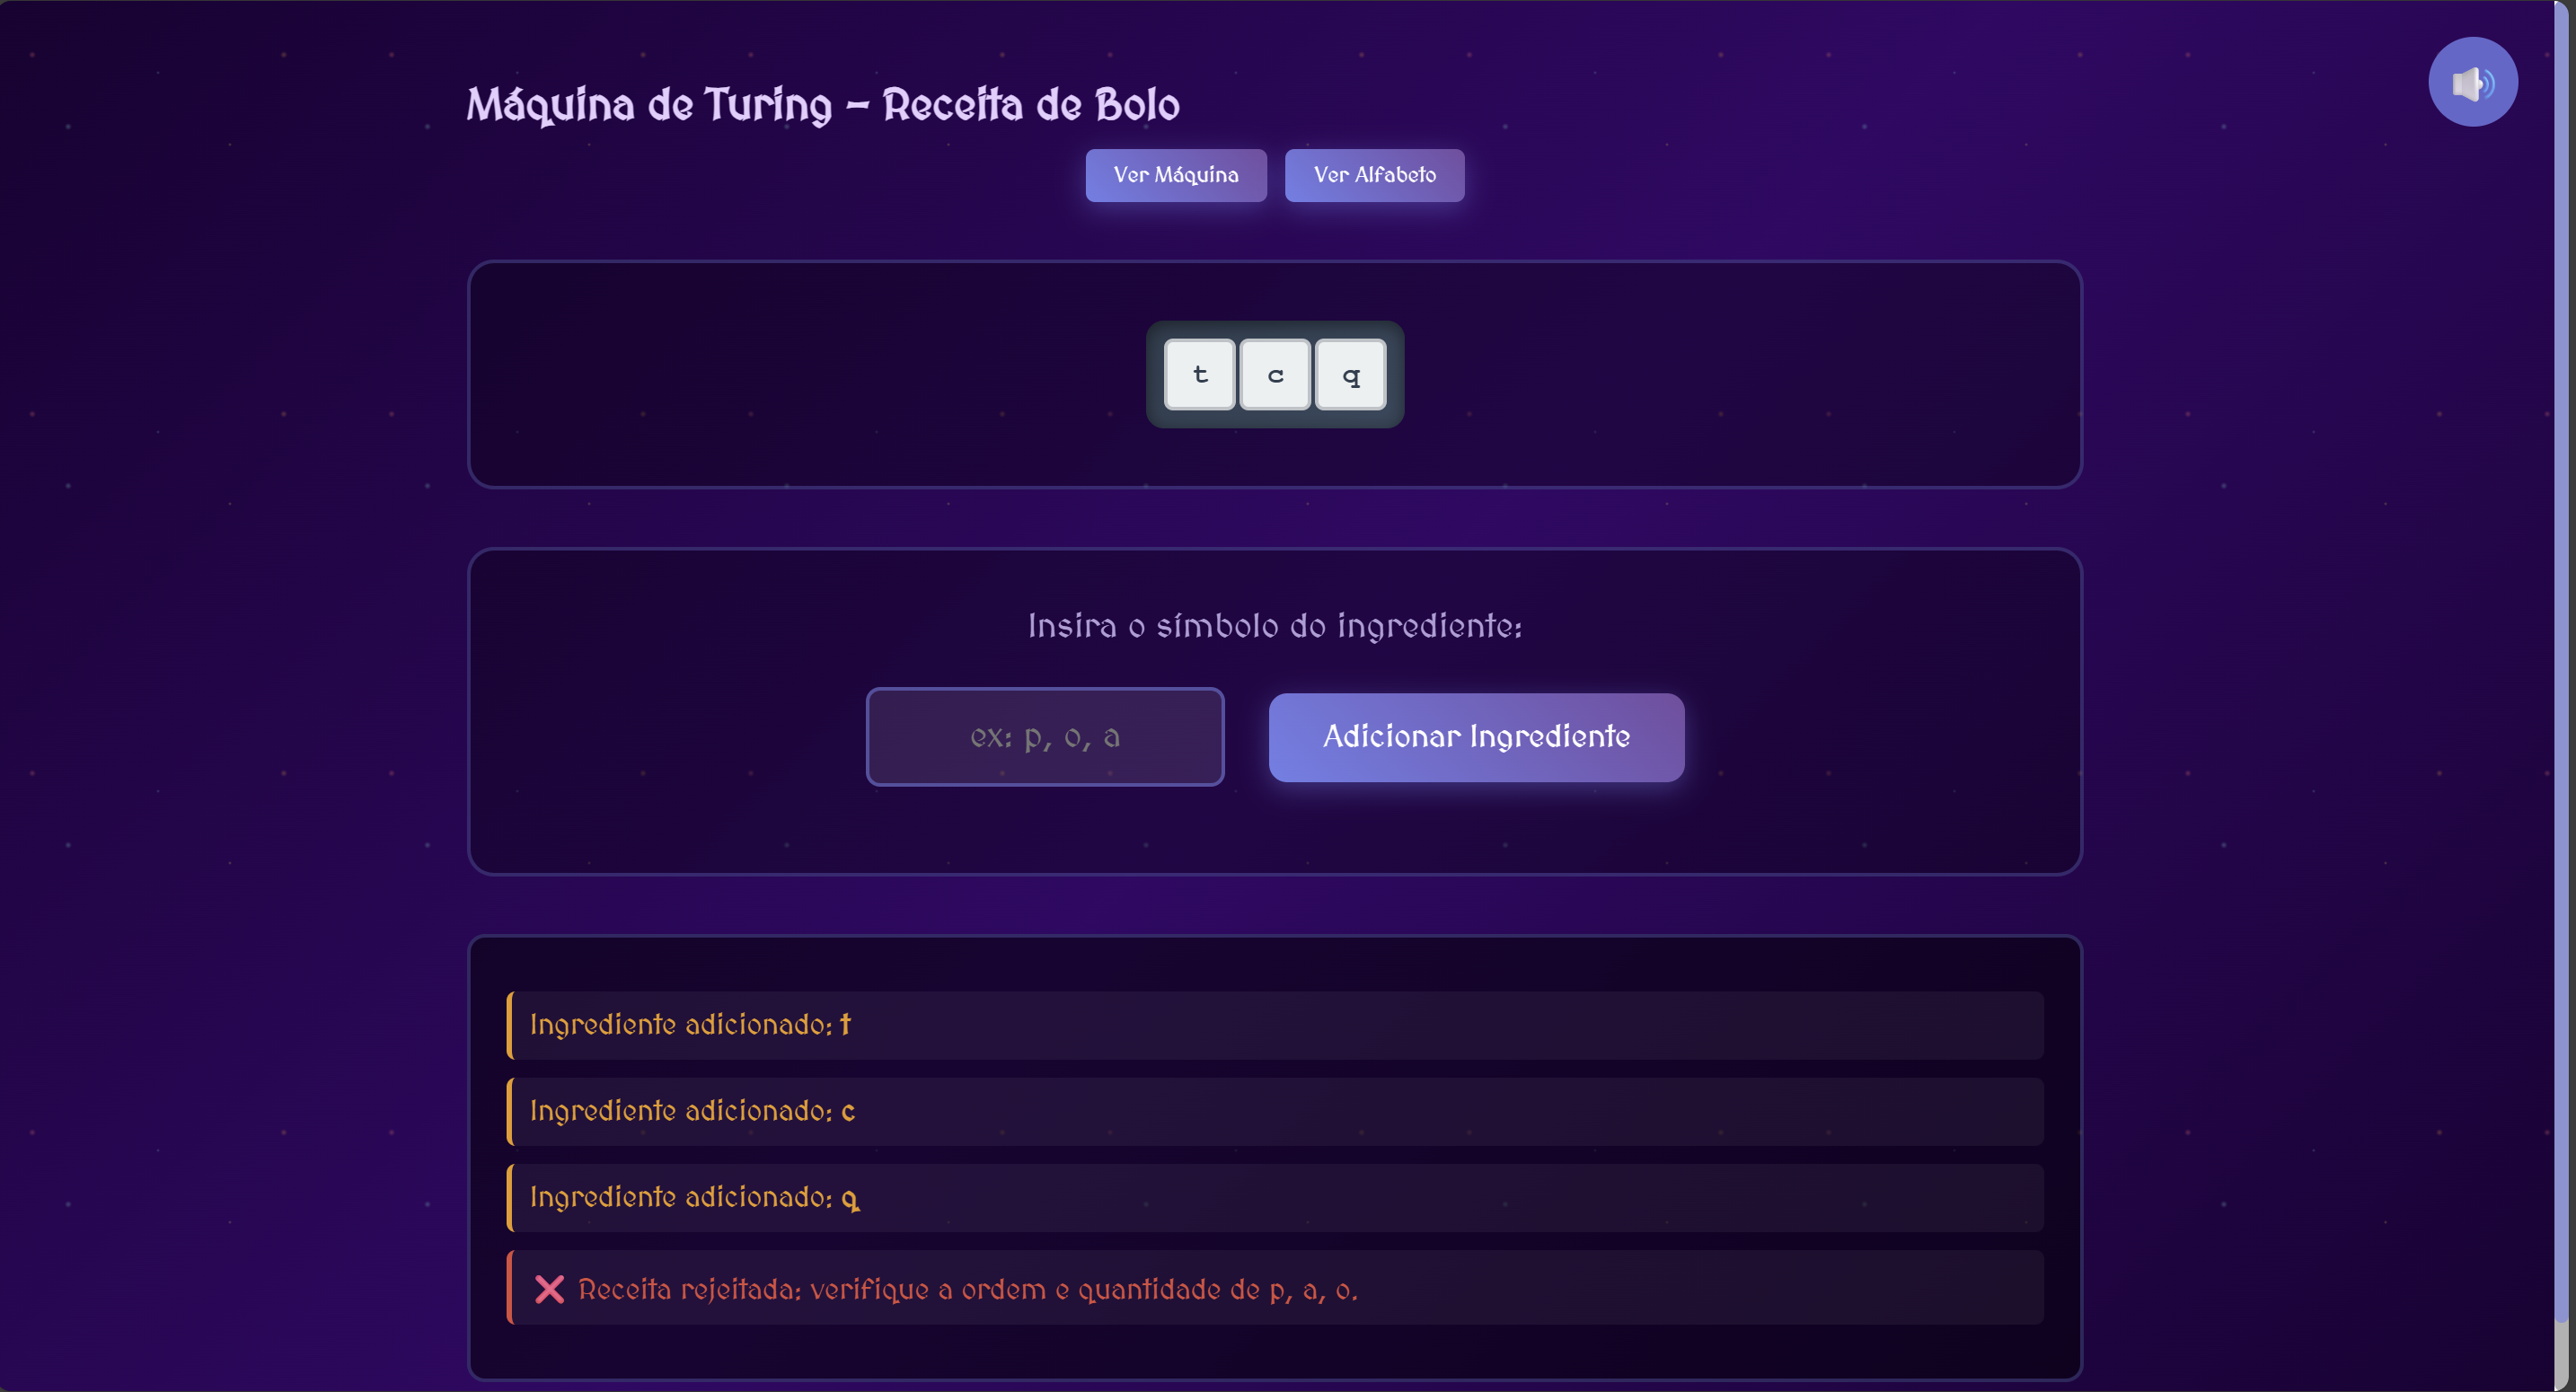 Máquina de Turing – Receita de Bolo
Ver Máquina
Ver Alfabeto
t c q
Insira o símbolo do ingrediente:
ex: p, o, a
Adicionar Ingrediente
Ingrediente adicionado: t
Ingrediente adicionado: c
Ingrediente adicionado: q
❌ Receita rejeitada: verifique a ordem e quantidade de p, a, o.